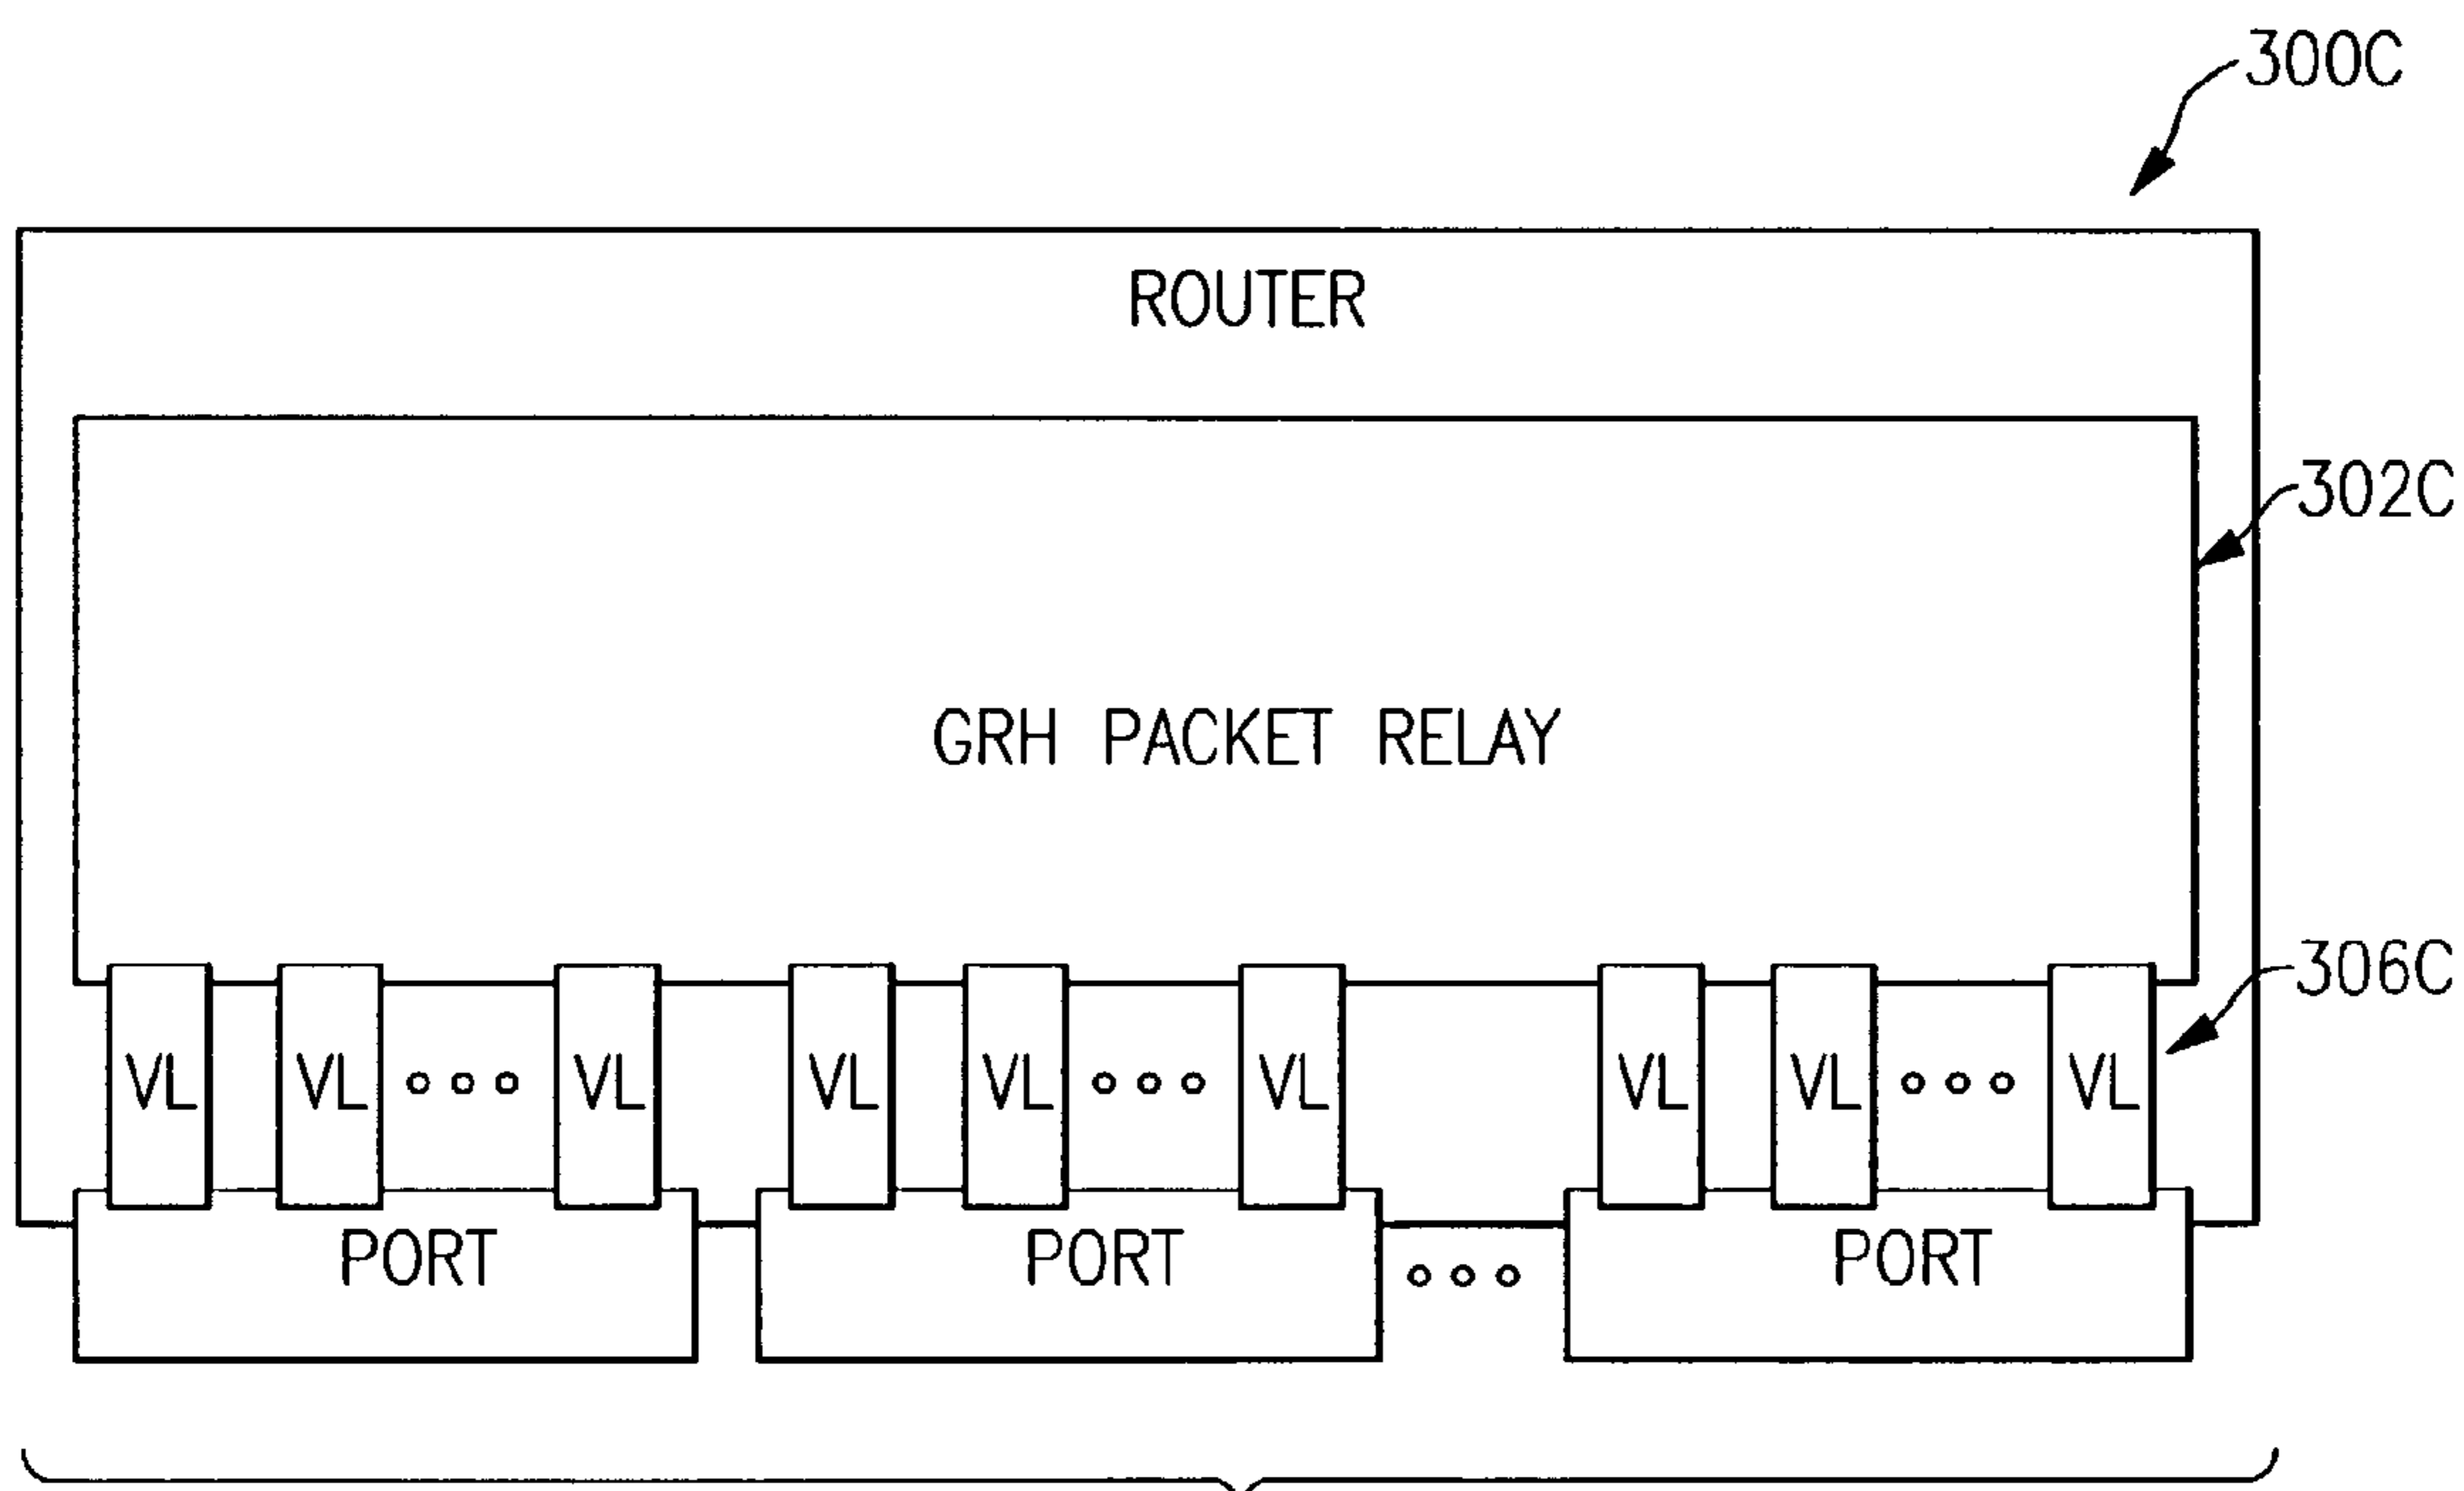 300C
ROUTER
302C
GRH PACKET RELAY
306C
VL VL VL VL VL VL VL VL VL
PORT PORT PORT